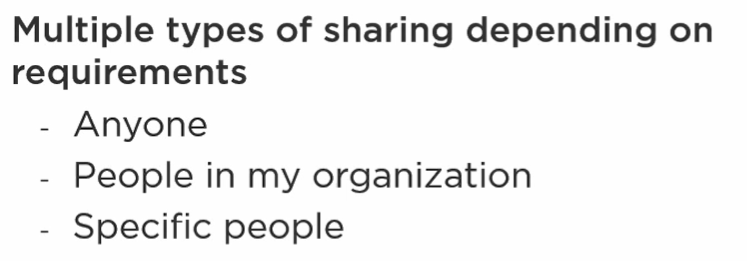 Multiple types of sharing depending on
requirements
- Anyone
- People in my organization
- Specific people